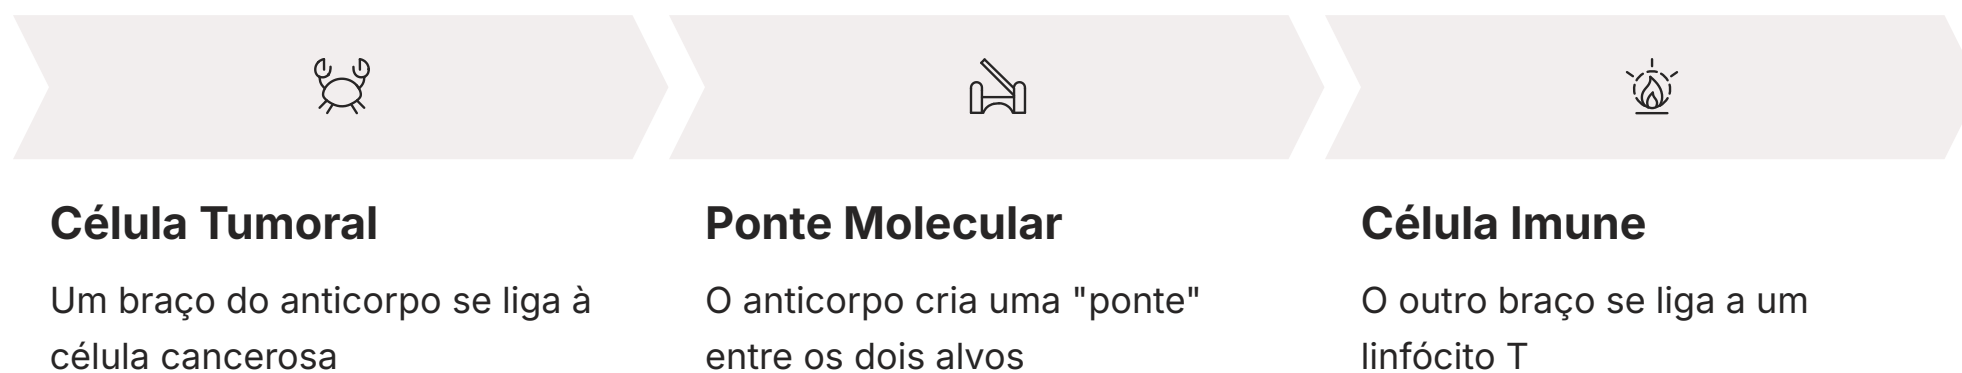 Célula Tumoral
Um braço do anticorpo se liga à
célula cancerosa
Ponte Molecular
O anticorpo cria uma "ponte"
entre os dois alvos
Célula Imune
O outro braço se liga a um
linfócito T